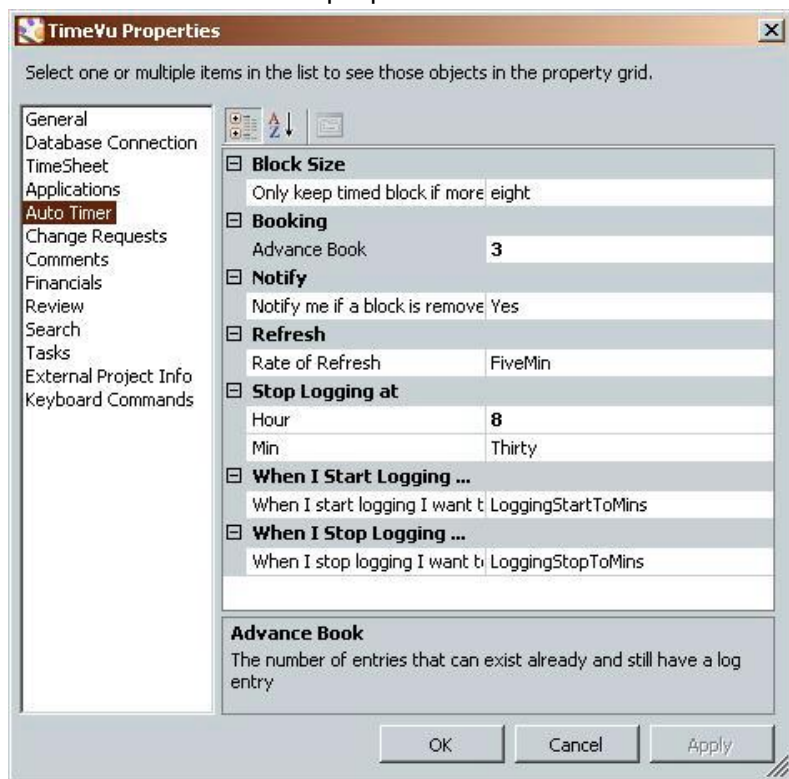 TimeVu Properties
Select one or multiple items in the list to see those objects in the property grid.
General
Database Connection
TimeSheet
Applications
Auto Timer
Change Requests
Comments
Financials
Review
Search
Tasks
External Project Info
Keyboard Commands
A
Z
Block Size
Only keep timed block if more eight
Booking
Advance Book 3
Notify
Notify me if a block is remove Yes
Refresh
Rate of Refresh FiveMin
Stop Logging at
Hour 8
Min Thirty
When I Start Logging ...
When I start logging I want t LoggingStartToMins
When I Stop Logging ...
When I stop logging I want t LoggingStopToMins
Advance Book
The number of entries that can exist already and still have a log
entry
OK Cancel Apply